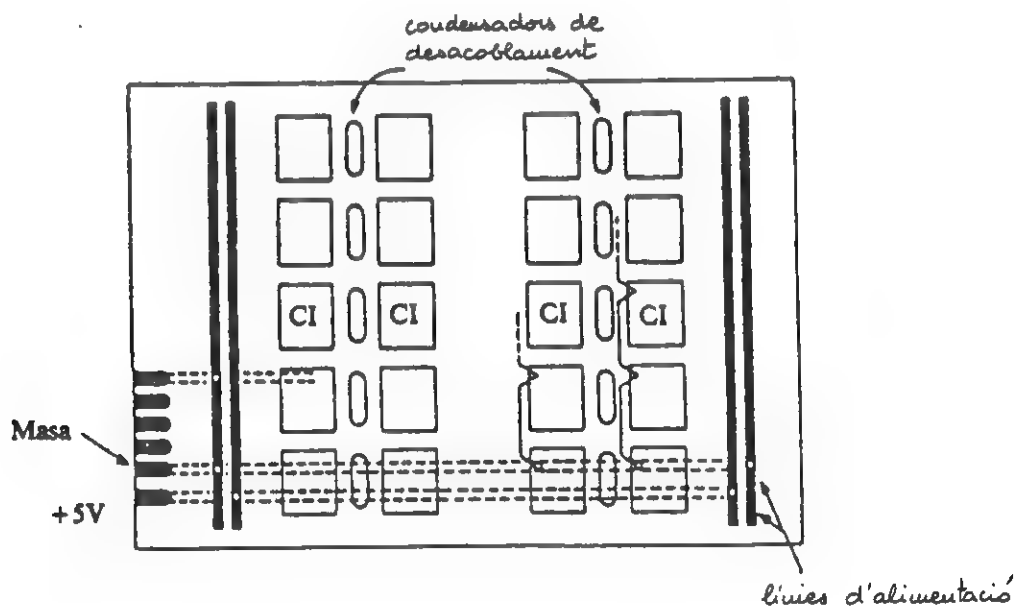 condensadors de
desacoblament
CI CI CI CI
Masa
+5V
línies d'alimentació